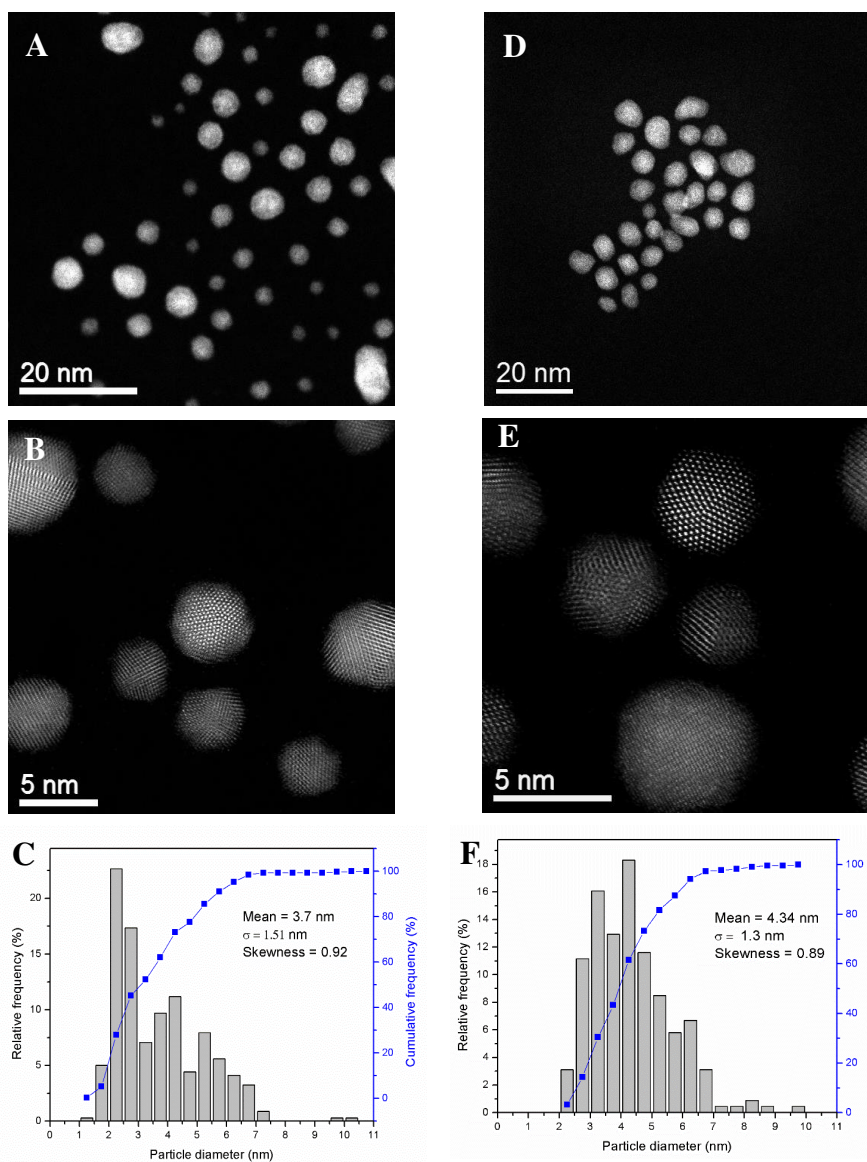 A
20 nm
B
5 nm
C
Relative frequency (%)
0
5
10
15
20
Mean = 3.7 nm
σ = 1.51 nm
Skewness = 0.92
0
20
40
60
80
100
Cumulative frequency (%)
0 1 2 3 4 5 6 7 8 9 10 11
Particle diameter (nm)
D
20 nm
E
5 nm
F
Relative frequency (%)
0
2
4
6
8
10
12
14
16
18
Mean = 4.34 nm
σ = 1.3 nm
Skewness = 0.89
0
20
40
60
80
100
0 1 2 3 4 5 6 7 8 9 10 11
Particle diameter (nm)